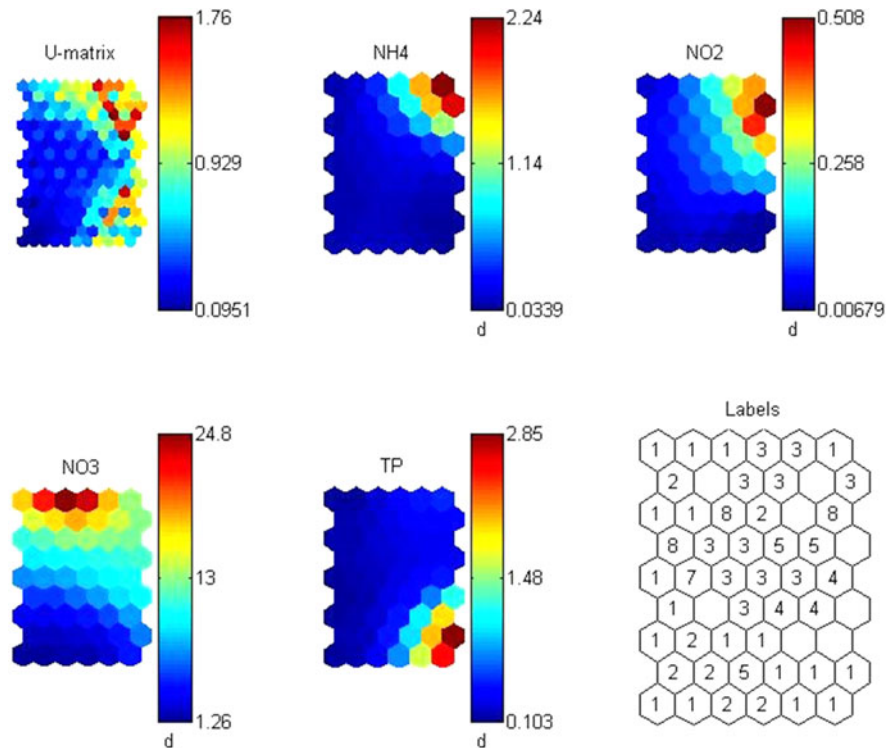 U-matrix
1.76
0.929
0.0951
NH4
2.24
1.14
0.0339
d
NO2
0.508
0.258
0.00679
d
NO3
24.8
13
1.26
d
TP
2.85
1.48
0.103
d
Labels
1 1 1 3 3 1
2 3 3 3
1 1 8 2 8
8 3 3 5 5
1 7 3 3 3 4
1 3 4 4
1 2 1 1
2 2 5 1 1 1
1 1 2 2 1 1